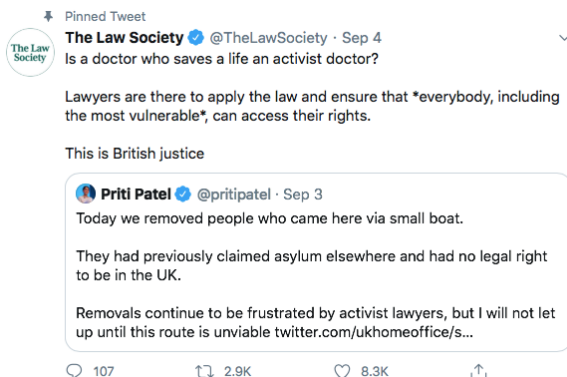 Pinned Tweet
The Law Society @TheLawSociety · Sep 4
The Law
Society
Is a doctor who saves a life an activist doctor?
Lawyers are there to apply the law and ensure that *everybody, including
the most vulnerable*, can access their rights.
This is British justice
Priti Patel @pritipatel · Sep 3
Today we removed people who came here via small boat.
They had previously claimed asylum elsewhere and had no legal right
to be in the UK.
Removals continue to be frustrated by activist lawyers, but I will not let
up until this route is unviable twitter.com/ukhomeoffice/s...
107 2.9K 8.3K